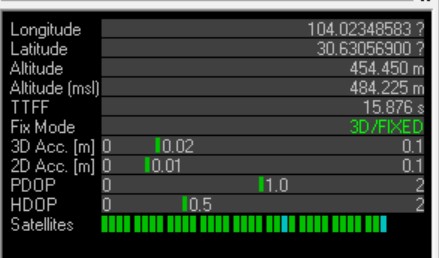 Longitude 104.02348583 ?
Latitude 30.63056900 ?
Altitude 454.450 m
Altitude (msl) 484.225 m
TTFF 15.876 s
Fix Mode 3D/FIXED
3D Acc. [m] 0 0.02 0.1
2D Acc. [m] 0 0.01 0.1
PDOP 0 1.0 2
HDOP 0 0.5 2
Satellites